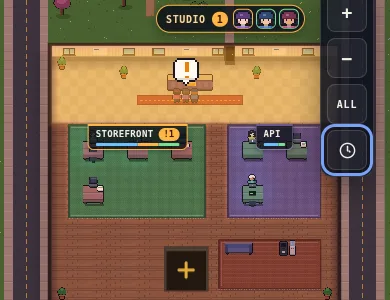 STUDIO 1
+
−
ALL
!
STOREFRONT !1
API
+